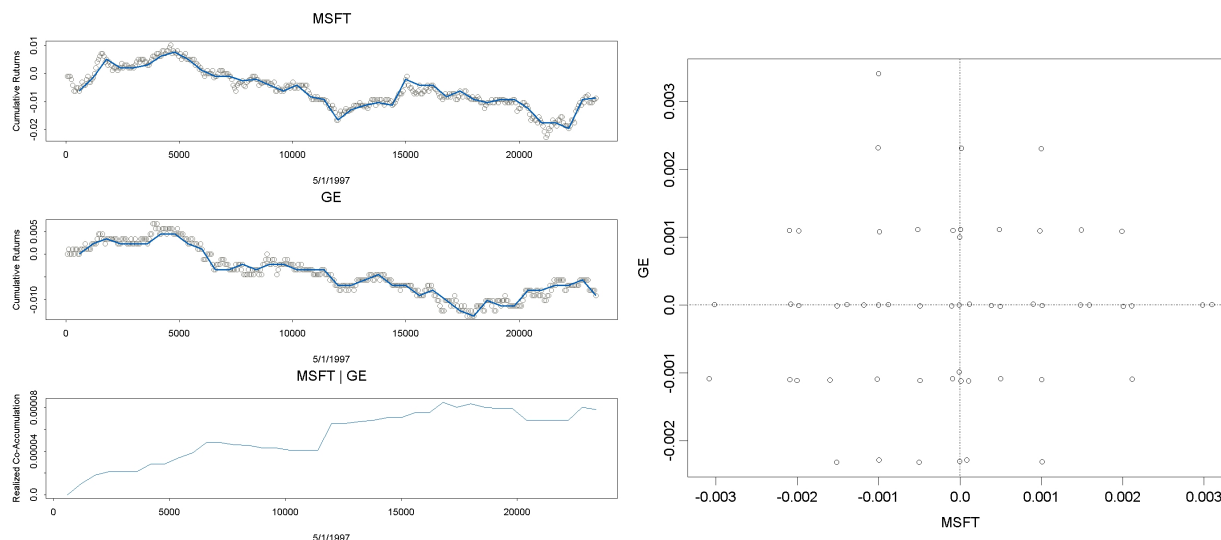 MSFT
Cumulative Returns
0.01
0.0
-0.01
-0.02
0 5000 10000 15000 20000
5/1/1997
GE
Cumulative Returns
0.005
0.0
-0.010
0 5000 10000 15000 20000
5/1/1997
MSFT | GE
Realized Co-Accumulation
0.00008
0.00004
0.0
0 5000 10000 15000 20000
5/1/1997
GE
0.003
0.002
0.001
0.0
-0.001
-0.002
-0.003 -0.002 -0.001 0.0 0.001 0.002 0.003
MSFT